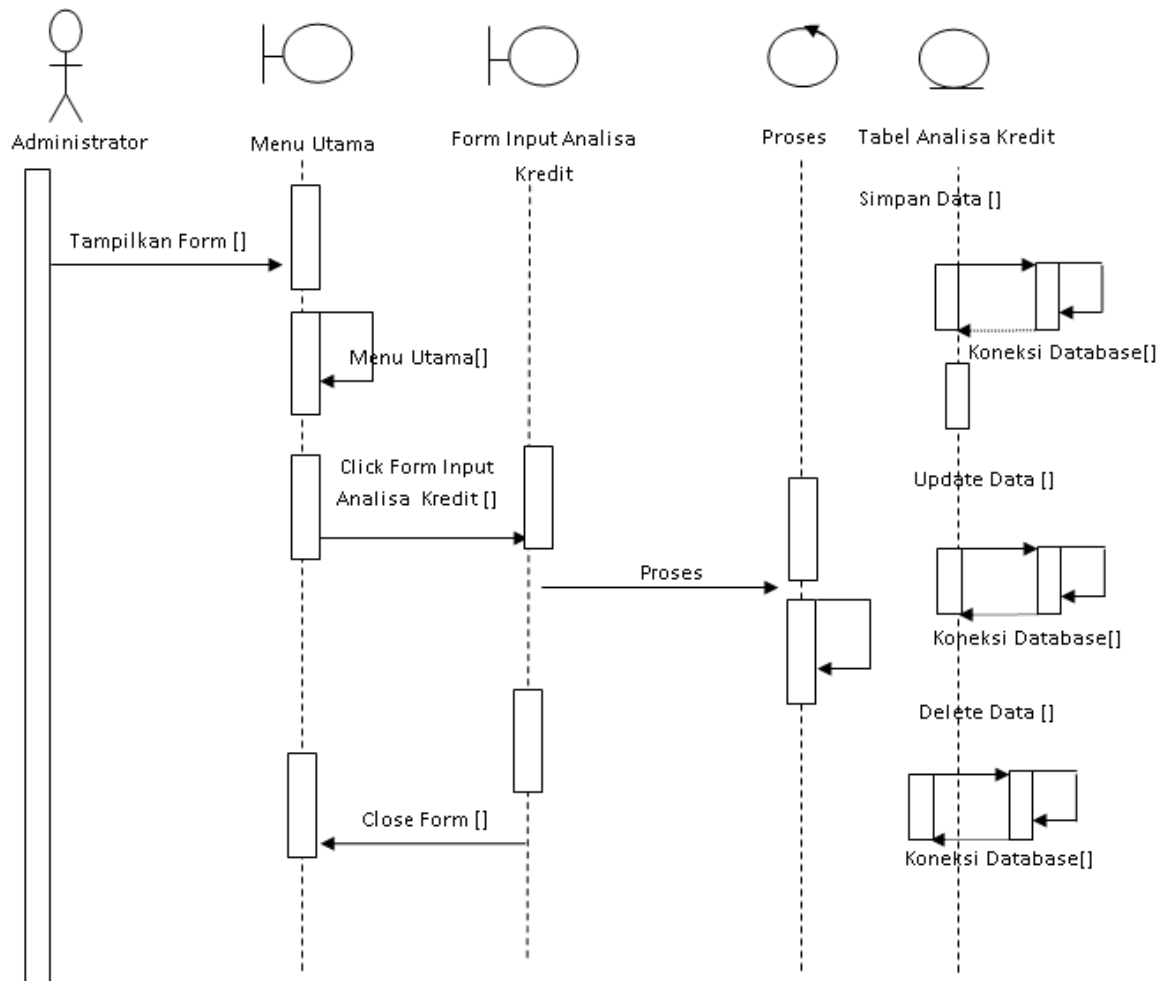 Administrator
Menu Utama
Form Input Analisa
Kredit
Proses
Tabel Analisa Kredit
Simpan Data []
Tampilkan Form []
Koneksi Database[]
Menu Utama[]
Click Form Input
Analisa Kredit []
Update Data []
Proses
Koneksi Database[]
Delete Data []
Close Form []
Koneksi Database[]